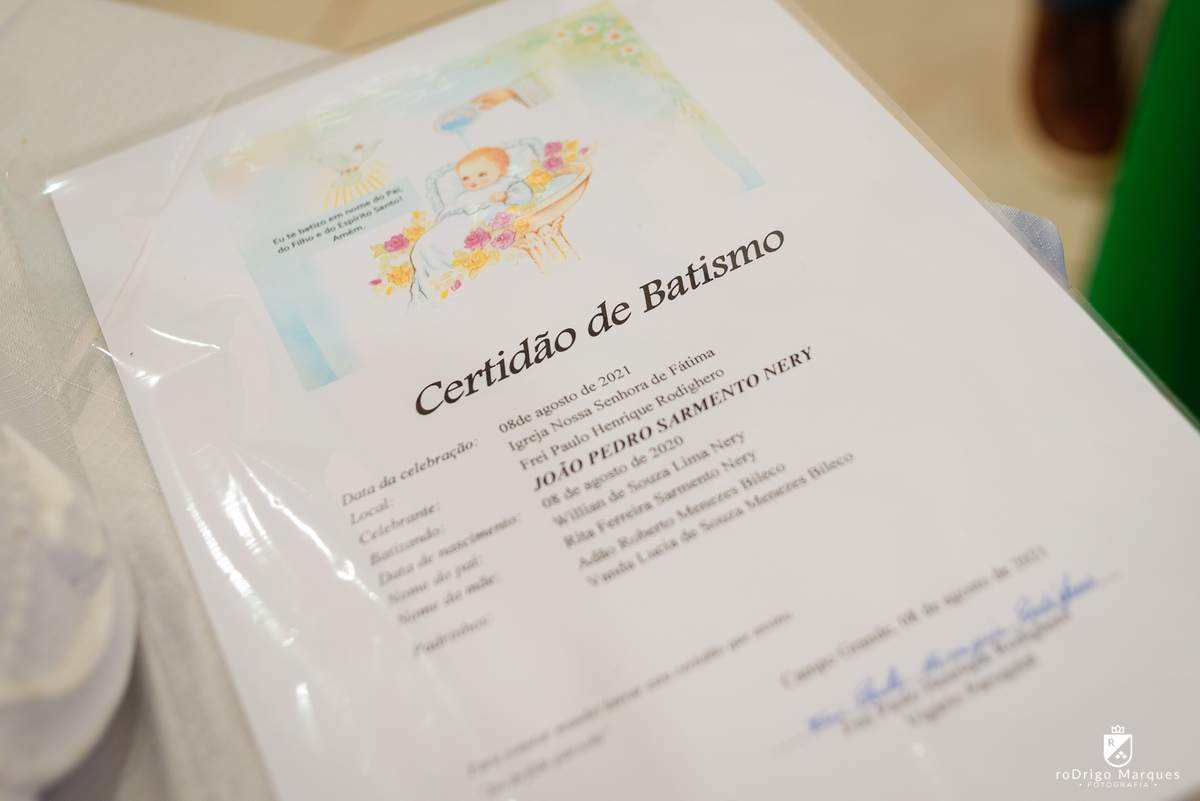 Eu te batizo em nome do Pai,
do Filho e do Espírito Santo!
Amém.
Certidão de Batismo
Data da celebração: 08de agosto de 2021
Local: Igreja Nossa Senhora de Fátima
Celebrante: Frei Paulo Henrique Rodighero
Batizando: JOÃO PEDRO SARMENTO NERY
Data de nascimento: 08 de agosto de 2020
Nome do pai: Willian de Souza Lima Nery
Nome da mãe: Rita Ferreira Sarmento Nery
Padrinhos: Adão Roberto Menezes Bileco
Vanda Lucia de Souza Menezes Bileco
Campo Grande, 08 de agosto de 2021
Frei Paulo Henrique Rodighero
R
roDrigo Marques
• FOTOGRAFIA •